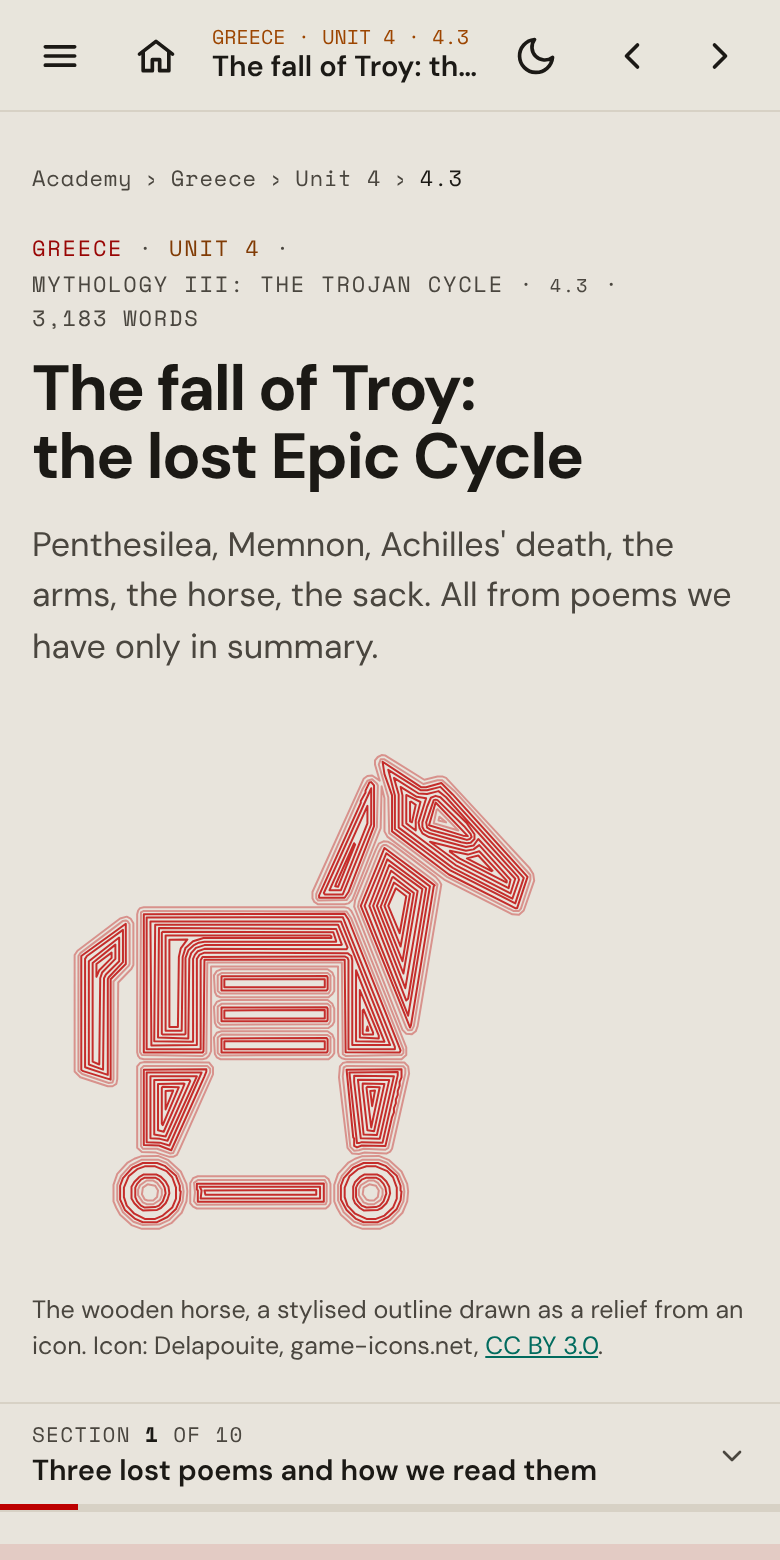 GREECE · UNIT 4 · 4.3
The fall of Troy: th...
Academy › Greece › Unit 4 › 4.3
GREECE · UNIT 4 ·
MYTHOLOGY III: THE TROJAN CYCLE · 4.3 ·
3,183 WORDS
The fall of Troy:
the lost Epic Cycle
Penthesilea, Memnon, Achilles' death, the
arms, the horse, the sack. All from poems we
have only in summary.
The wooden horse, a stylised outline drawn as a relief from an
icon. Icon: Delapouite, game-icons.net, CC BY 3.0.
SECTION 1 OF 10
Three lost poems and how we read them